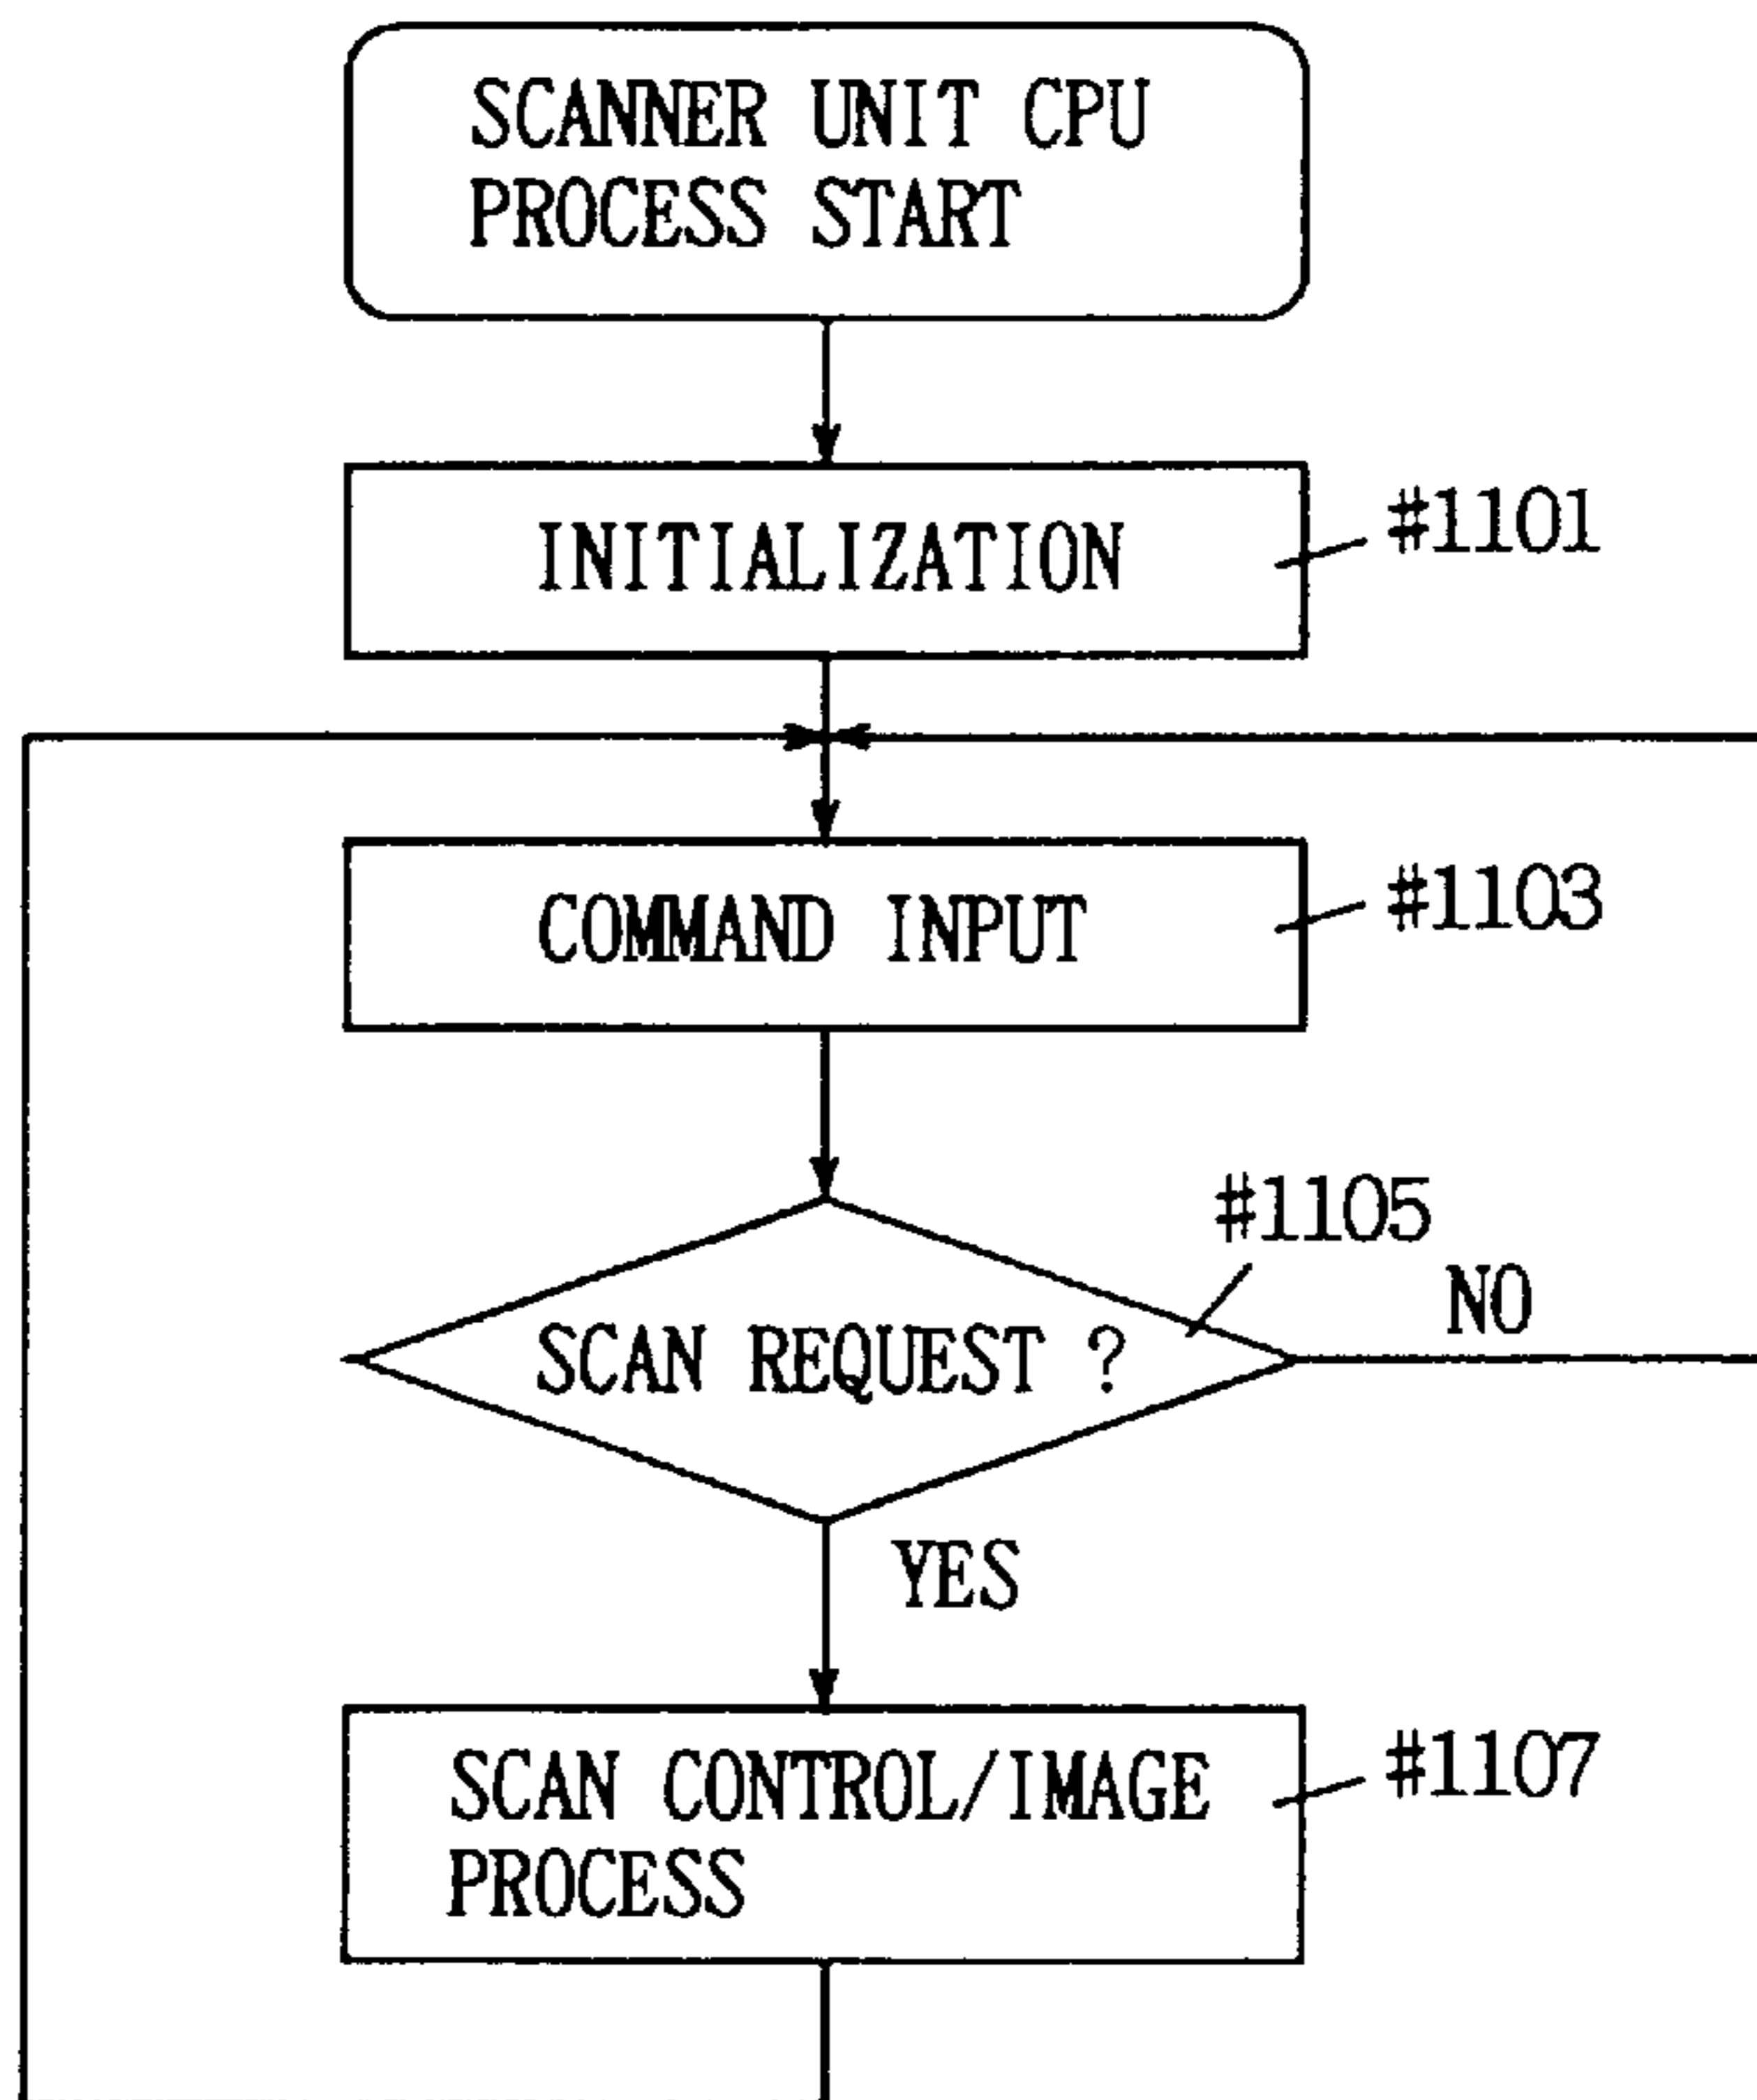 SCANNER UNIT CPU
PROCESS START
INITIALIZATION
#1101
COMMAND INPUT
#1103
#1105
NO
SCAN REQUEST ?
YES
SCAN CONTROL/IMAGE
PROCESS
#1107